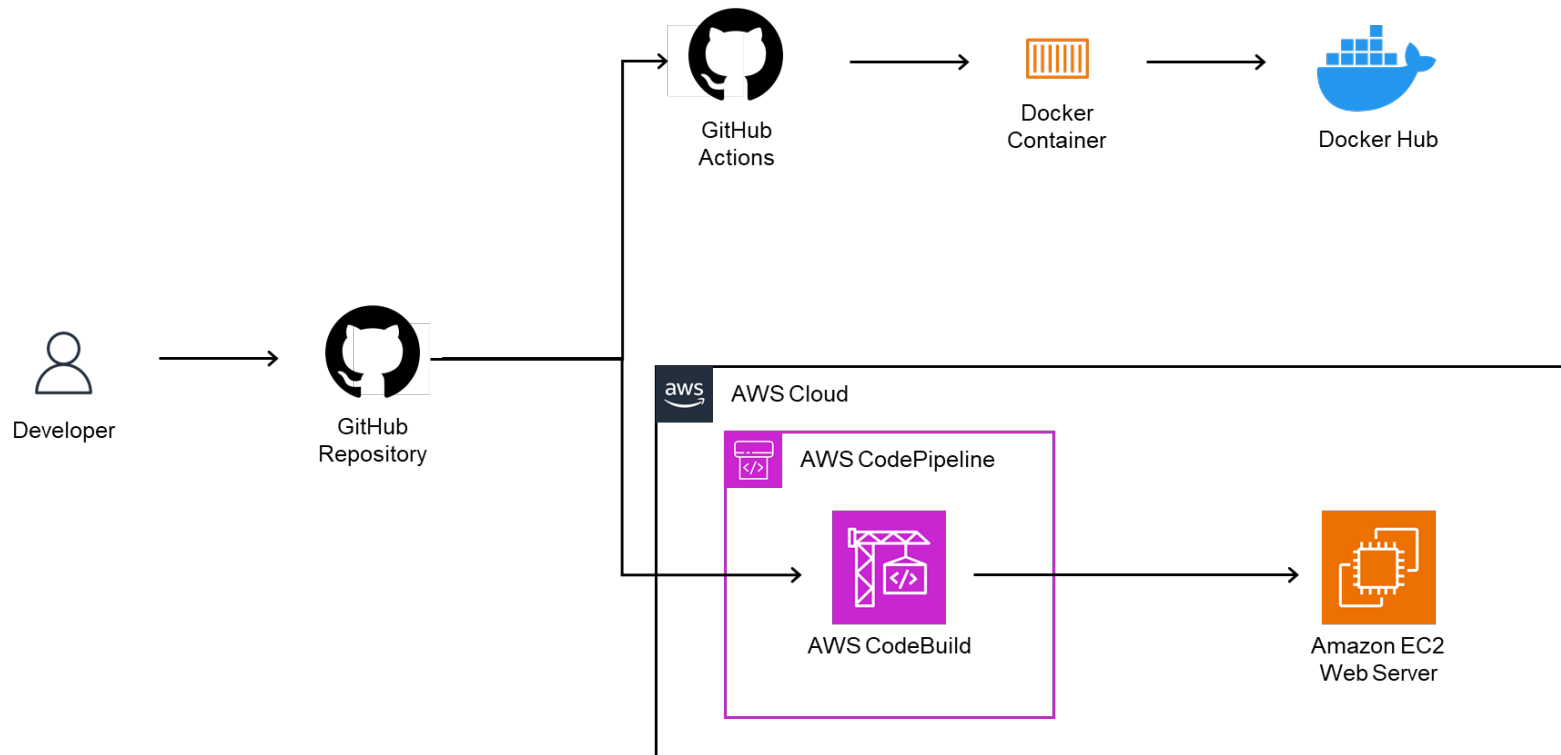 GitHub
Actions
Docker
Container
Docker Hub
Developer
GitHub
Repository
aws
AWS Cloud
</>
AWS CodePipeline
</>
AWS CodeBuild
Amazon EC2
Web Server